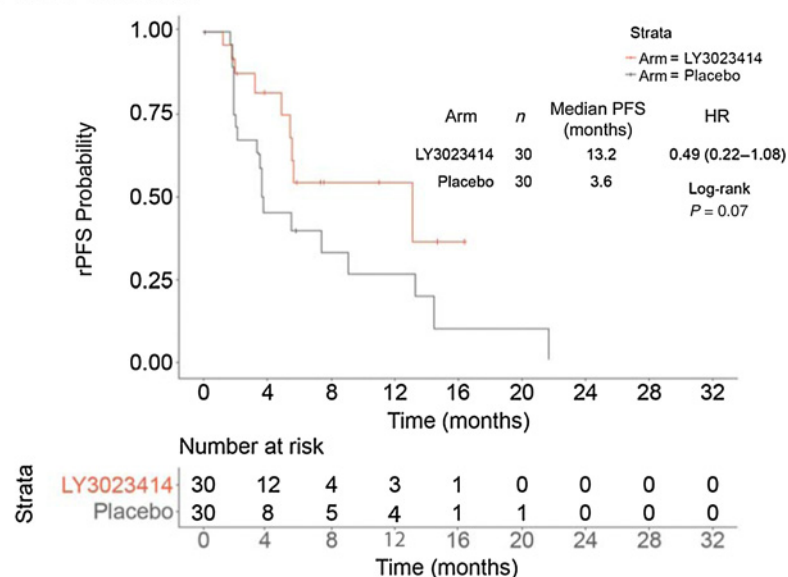 1.00
0.75
0.50
0.25
0.00
rPFS Probability
Strata
Arm = LY3023414
Arm = Placebo
Arm n Median PFS (months) HR
LY3023414 30 13.2 0.49 (0.22–1.08)
Placebo 30 3.6
Log-rank
P = 0.07
0 4 8 12 16 20 24 28 32
Time (months)
Number at risk
Strata
LY3023414 30 12 4 3 1 0 0 0 0
Placebo 30 8 5 4 1 1 0 0 0
0 4 8 12 16 20 24 28 32
Time (months)